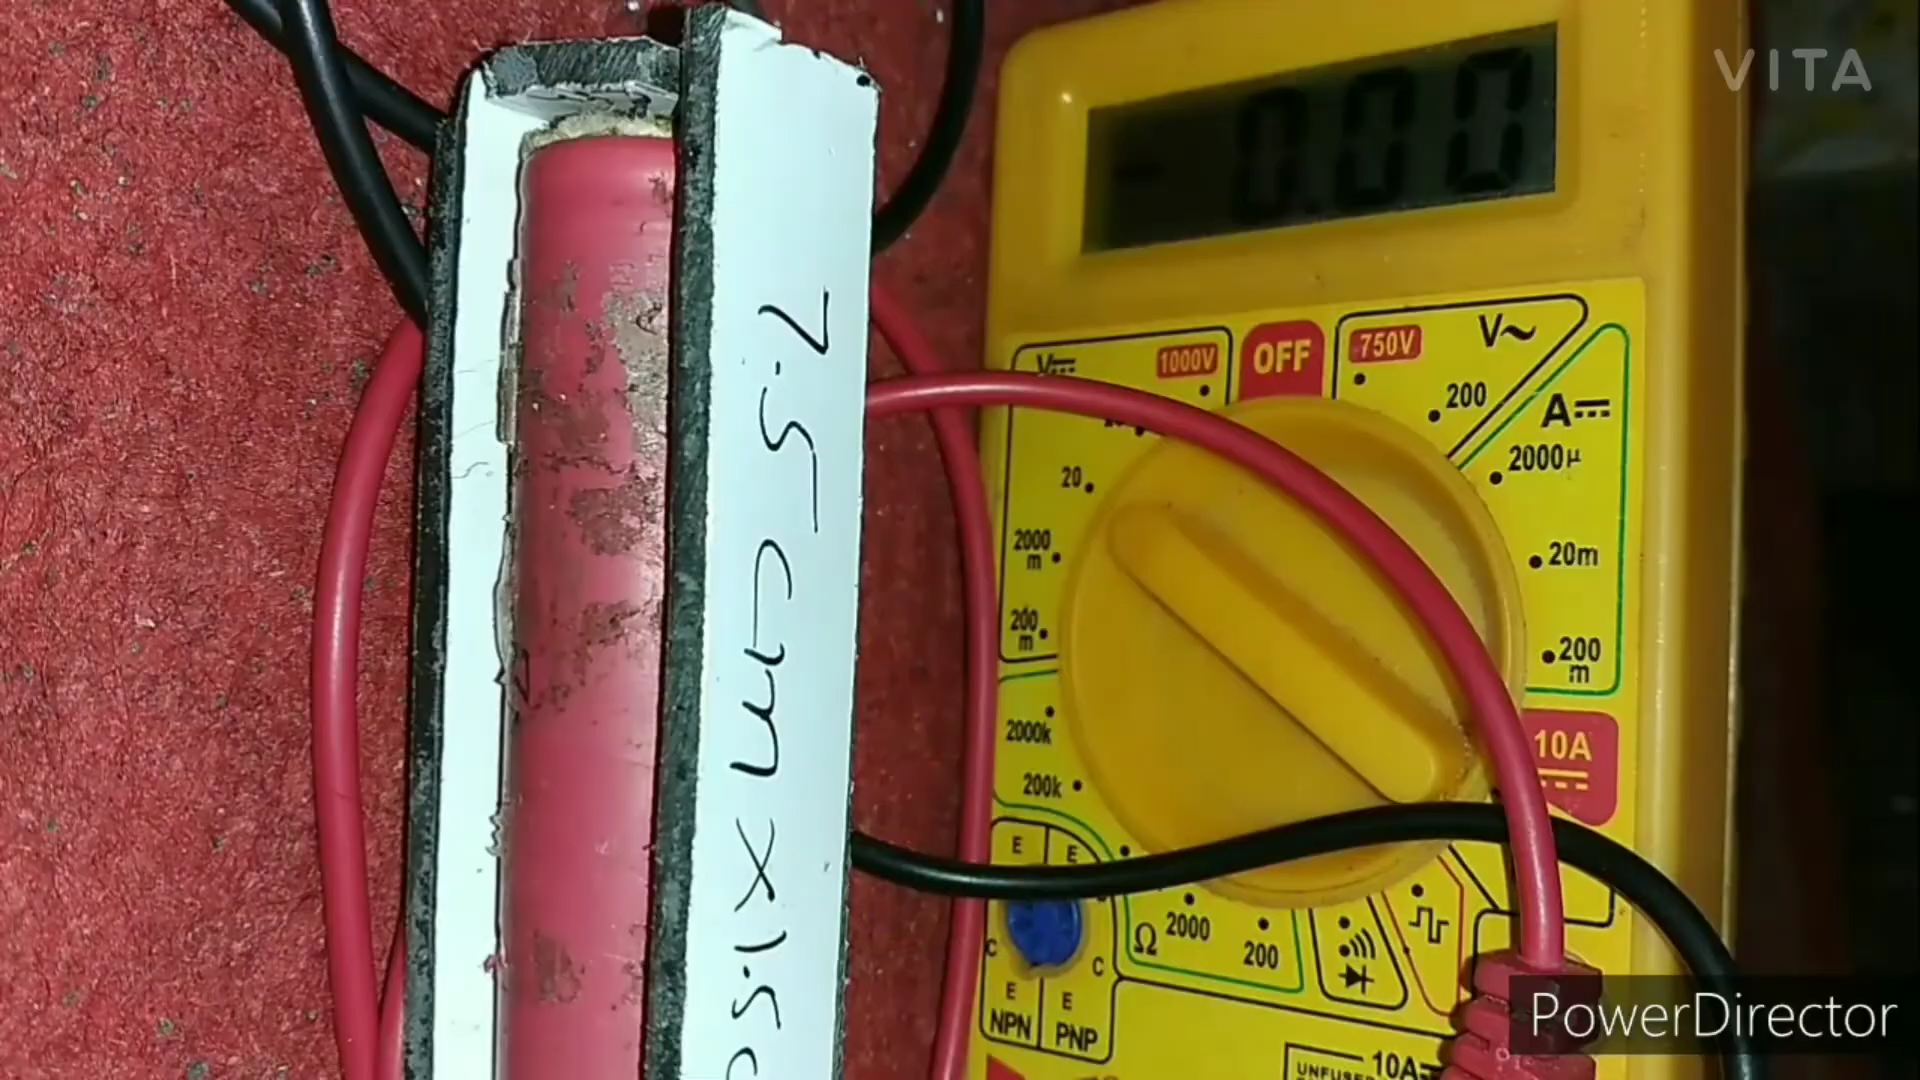 VITA
- 0.00
V⎓
1000V
OFF
750V
V~
200
A⎓
2000µ
20
20m
2000
m
200
m
200
m
10A
2000k
200k
7.5 cm x 1.5
E
E
C
C
E
E
NPN
PNP
Ω
2000
200
10A⎓
UNFUSED
PowerDirector